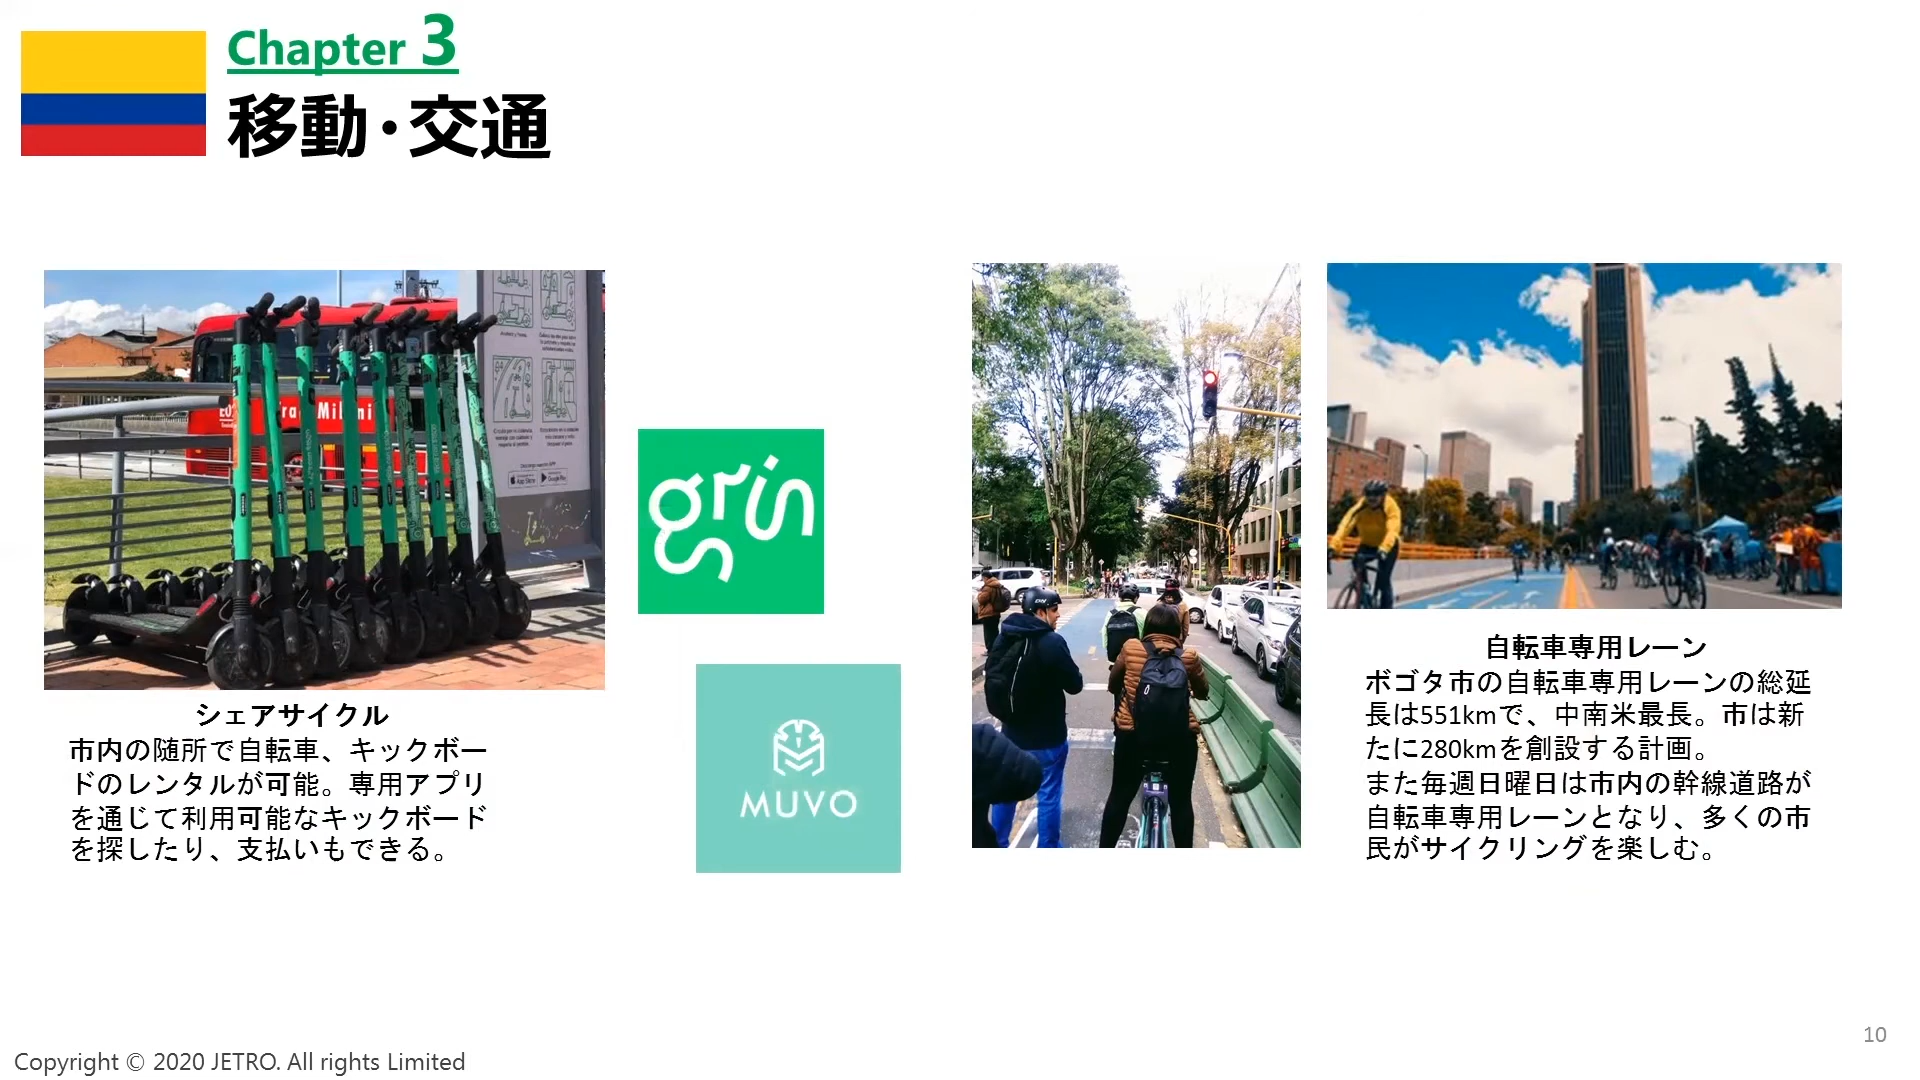 Chapter 3
移動・交通
TransMileni
App Store
Google Play
grin
MUVO
シェアサイクル
市内の随所で自転車、キックボー
ドのレンタルが可能。専用アプリ
を通じて利用可能なキックボード
を探したり、支払いもできる。
自転車専用レーン
ボゴタ市の自転車専用レーンの総延
長は551kmで、中南米最長。市は新
たに280kmを創設する計画。
また毎週日曜日は市内の幹線道路が
自転車専用レーンとなり、多くの市
民がサイクリングを楽しむ。
10
Copyright © 2020 JETRO. All rights Limited